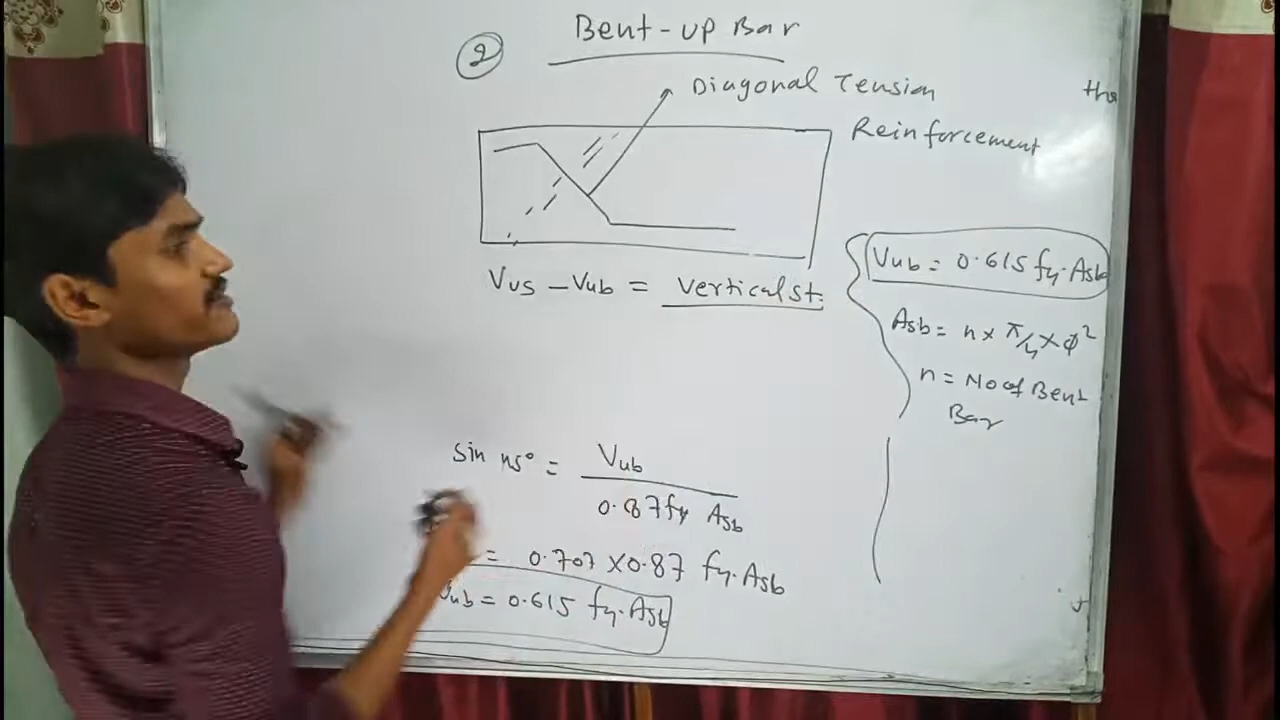 2
Bent-up Bar
Diagonal Tension
Reinforcement
Vus - Vub = vertical st.
Vub = 0.615 fy. Asb
Asb = n x π/4 x φ²
n = No of Bent
Bar
sin 45° = Vub
0.87 fy Asb
= 0.707 x 0.87 fy. Asb
Vub = 0.615 fy. Asb